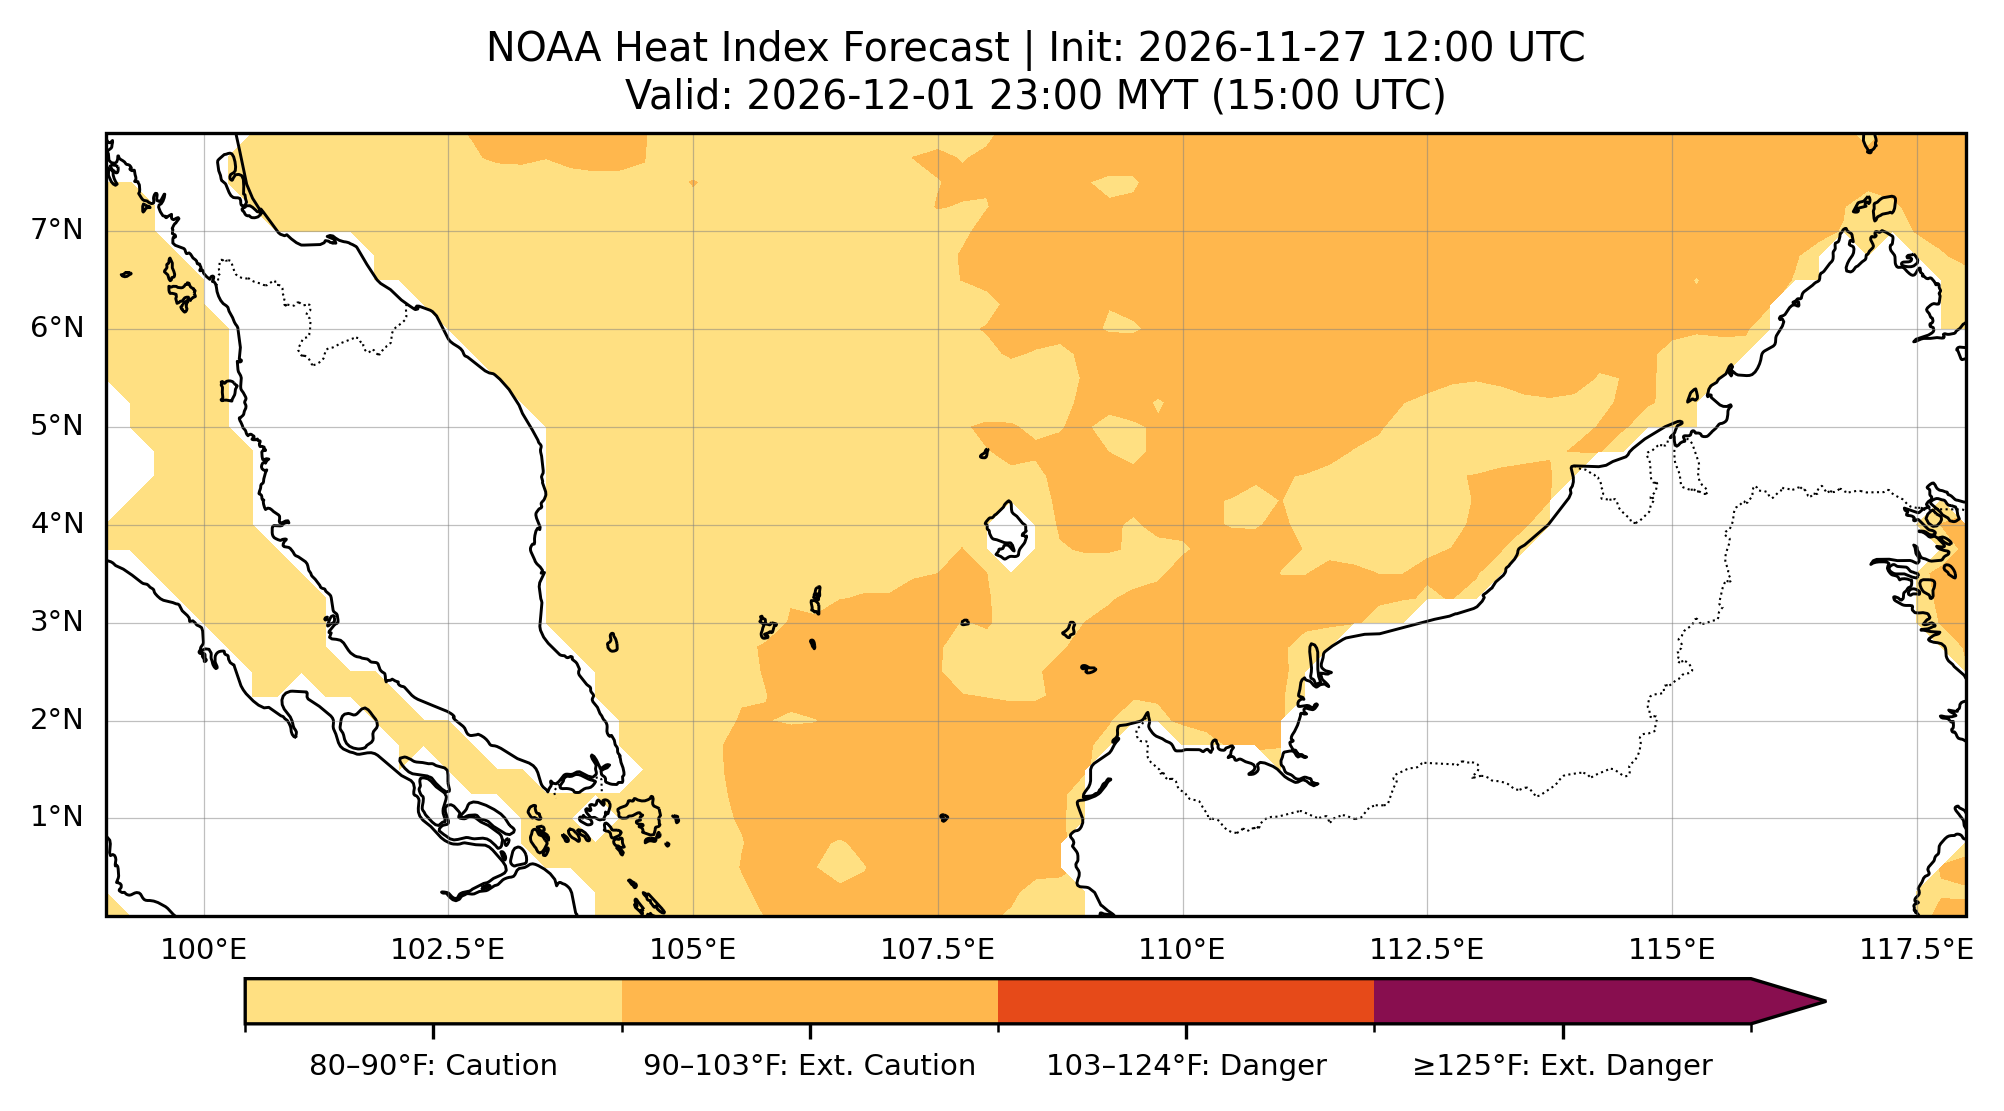 NOAA Heat Index Forecast | Init: 2026-11-27 12:00 UTC
Valid: 2026-12-01 23:00 MYT (15:00 UTC)
7°N
6°N
5°N
4°N
3°N
2°N
1°N
100°E 102.5°E 105°E 107.5°E 110°E 112.5°E 115°E 117.5°E
80–90°F: Caution 90–103°F: Ext. Caution 103–124°F: Danger ≥125°F: Ext. Danger